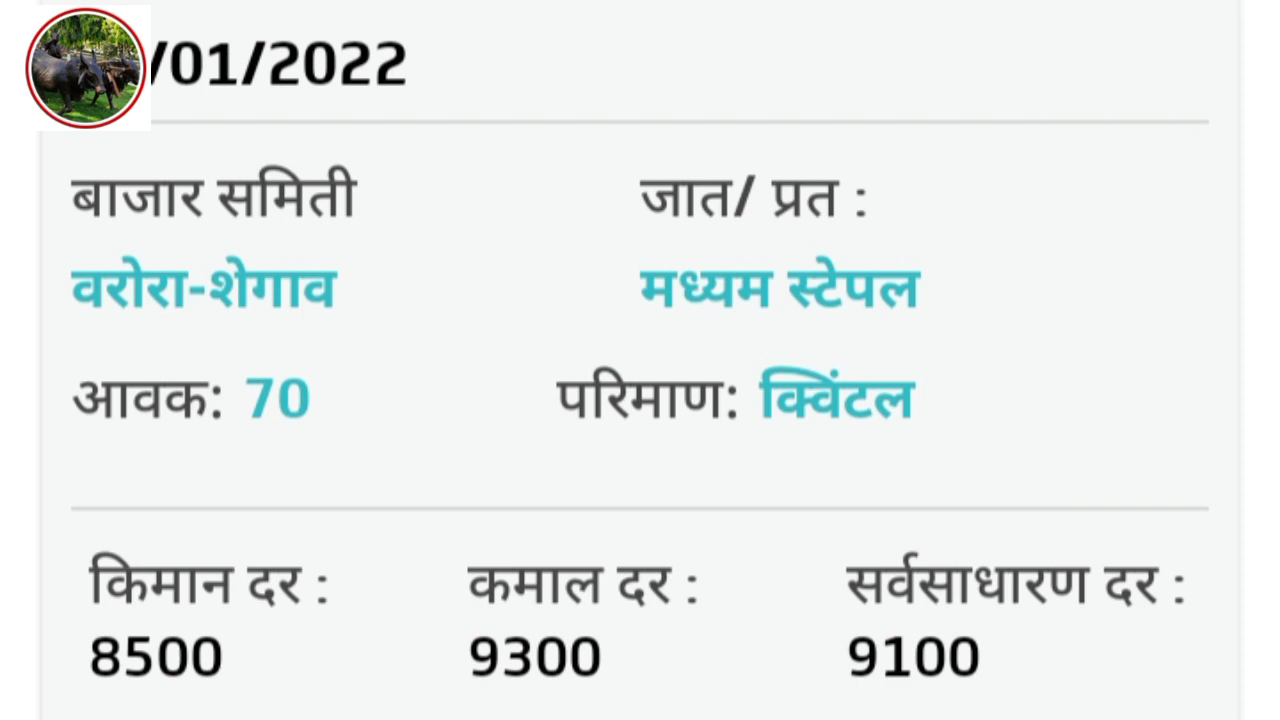 /01/2022
बाजार समिती जात/ प्रत :
वरोरा-शेगाव मध्यम स्टेपल
आवक: 70 परिमाण: क्विंटल
किमान दर : कमाल दर : सर्वसाधारण दर :
8500 9300 9100